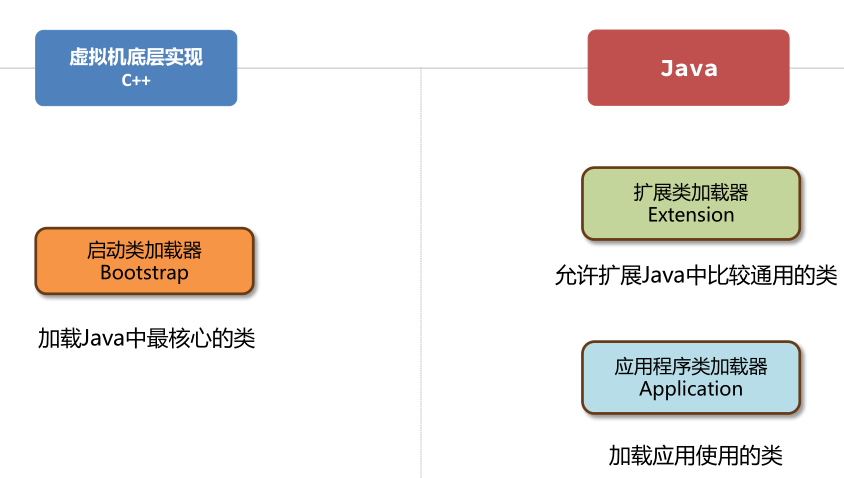 虚拟机底层实现
C++
Java
启动类加载器
Bootstrap
加载Java中最核心的类
扩展类加载器
Extension
允许扩展Java中比较通用的类
应用程序类加载器
Application
加载应用使用的类